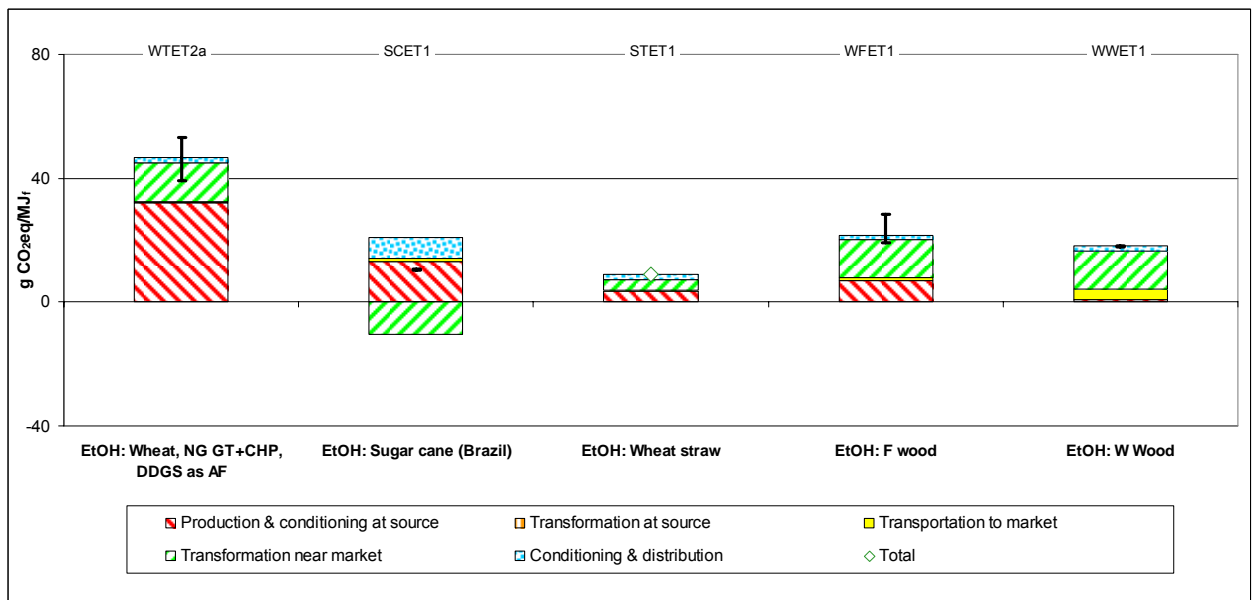 WTET2a SCET1 STET1 WFET1 WWET1
80
40
0
-40
g CO₂eq/MJf
EtOH: Wheat, NG GT+CHP, DDGS as AF
EtOH: Sugar cane (Brazil)
EtOH: Wheat straw
EtOH: F wood
EtOH: W Wood
Production & conditioning at source
Transformation at source
Transportation to market
Transformation near market
Conditioning & distribution
Total